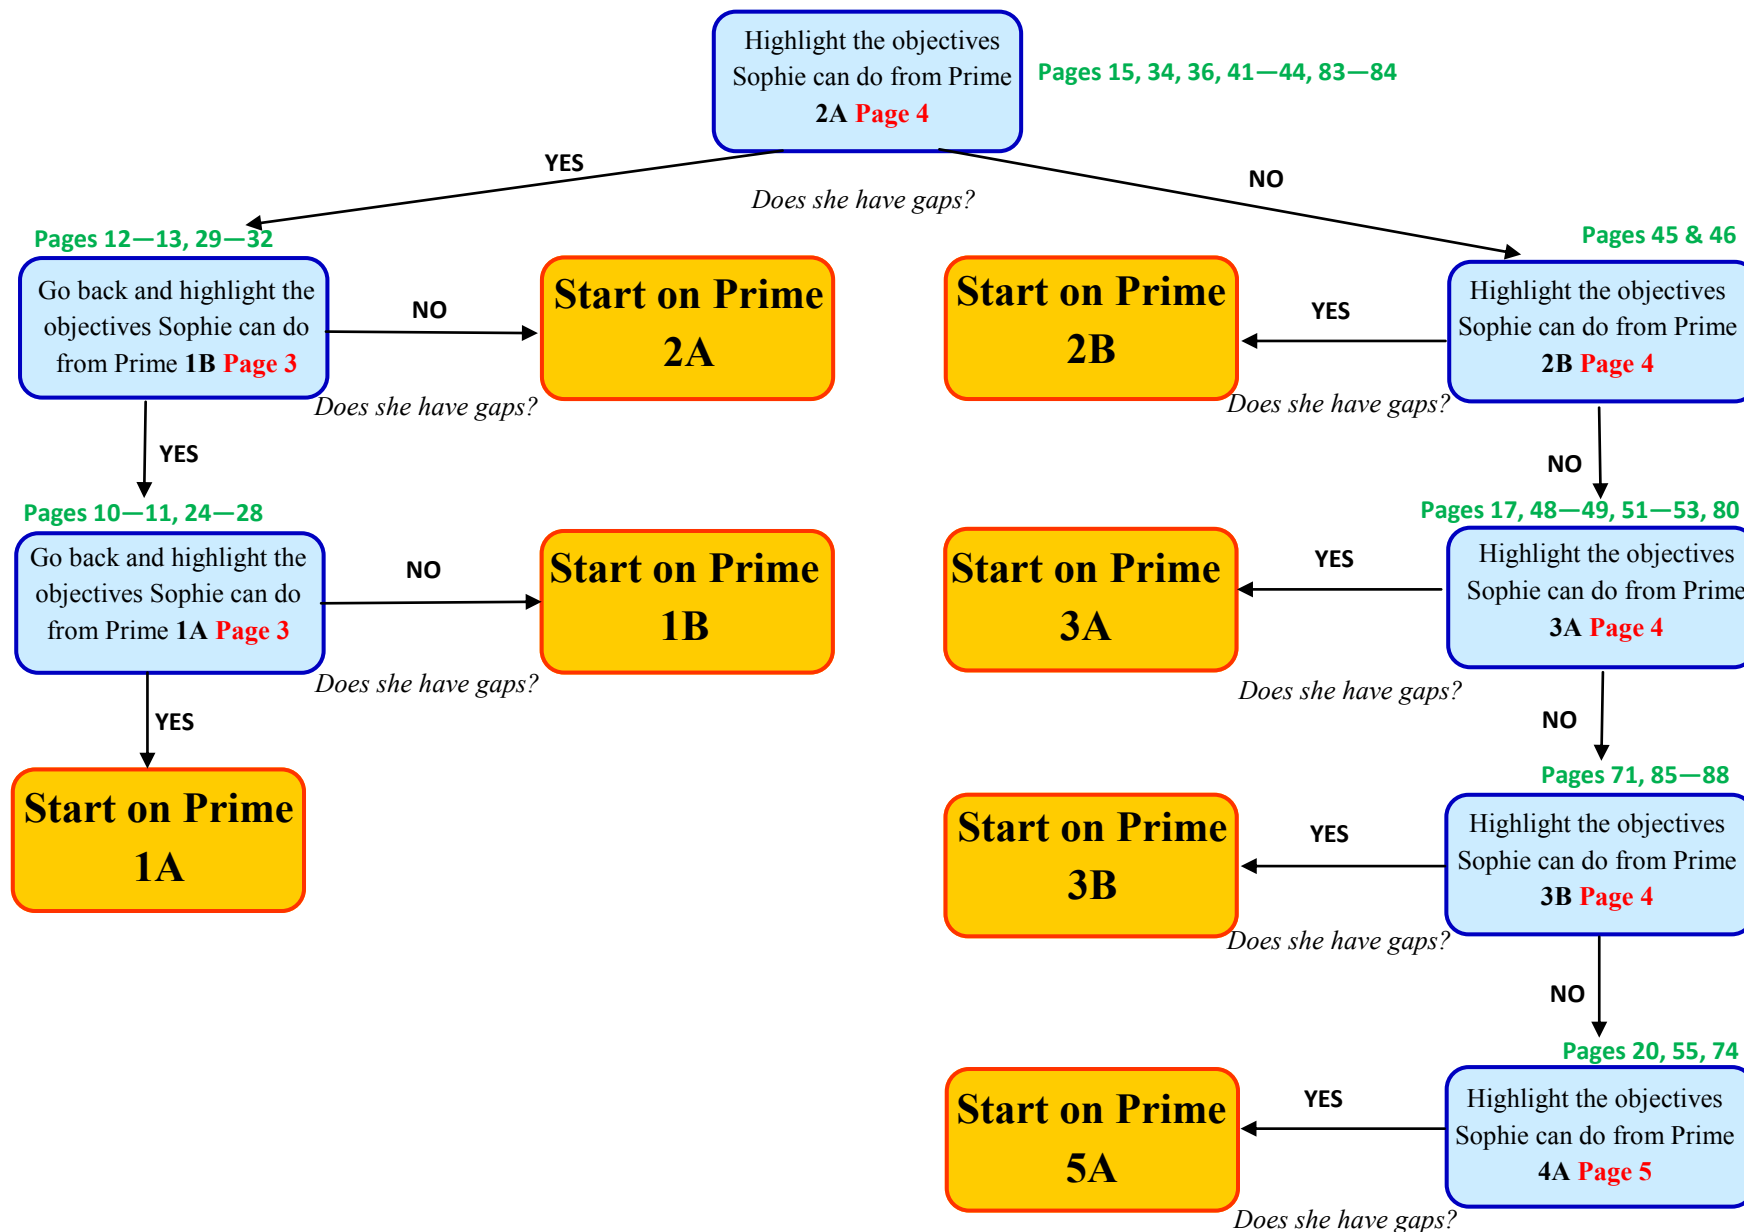 Highlight the objectives
Sophie can do from Prime
2A Page 4
Pages 15, 34, 36, 41—44, 83—84
YES
NO
Does she have gaps?
Pages 12—13, 29—32
Go back and highlight the
objectives Sophie can do
from Prime 1B Page 3
NO
Does she have gaps?
Start on Prime
2A
Pages 45 & 46
Highlight the objectives
Sophie can do from Prime
2B Page 4
YES
Does she have gaps?
Start on Prime
2B
YES
NO
Pages 10—11, 24—28
Go back and highlight the
objectives Sophie can do
from Prime 1A Page 3
NO
Does she have gaps?
Start on Prime
1B
Pages 17, 48—49, 51—53, 80
Highlight the objectives
Sophie can do from Prime
3A Page 4
YES
Does she have gaps?
Start on Prime
3A
YES
NO
Start on Prime
1A
Pages 71, 85—88
Highlight the objectives
Sophie can do from Prime
3B Page 4
YES
Does she have gaps?
Start on Prime
3B
NO
Pages 20, 55, 74
Highlight the objectives
Sophie can do from Prime
4A Page 5
YES
Does she have gaps?
Start on Prime
5A